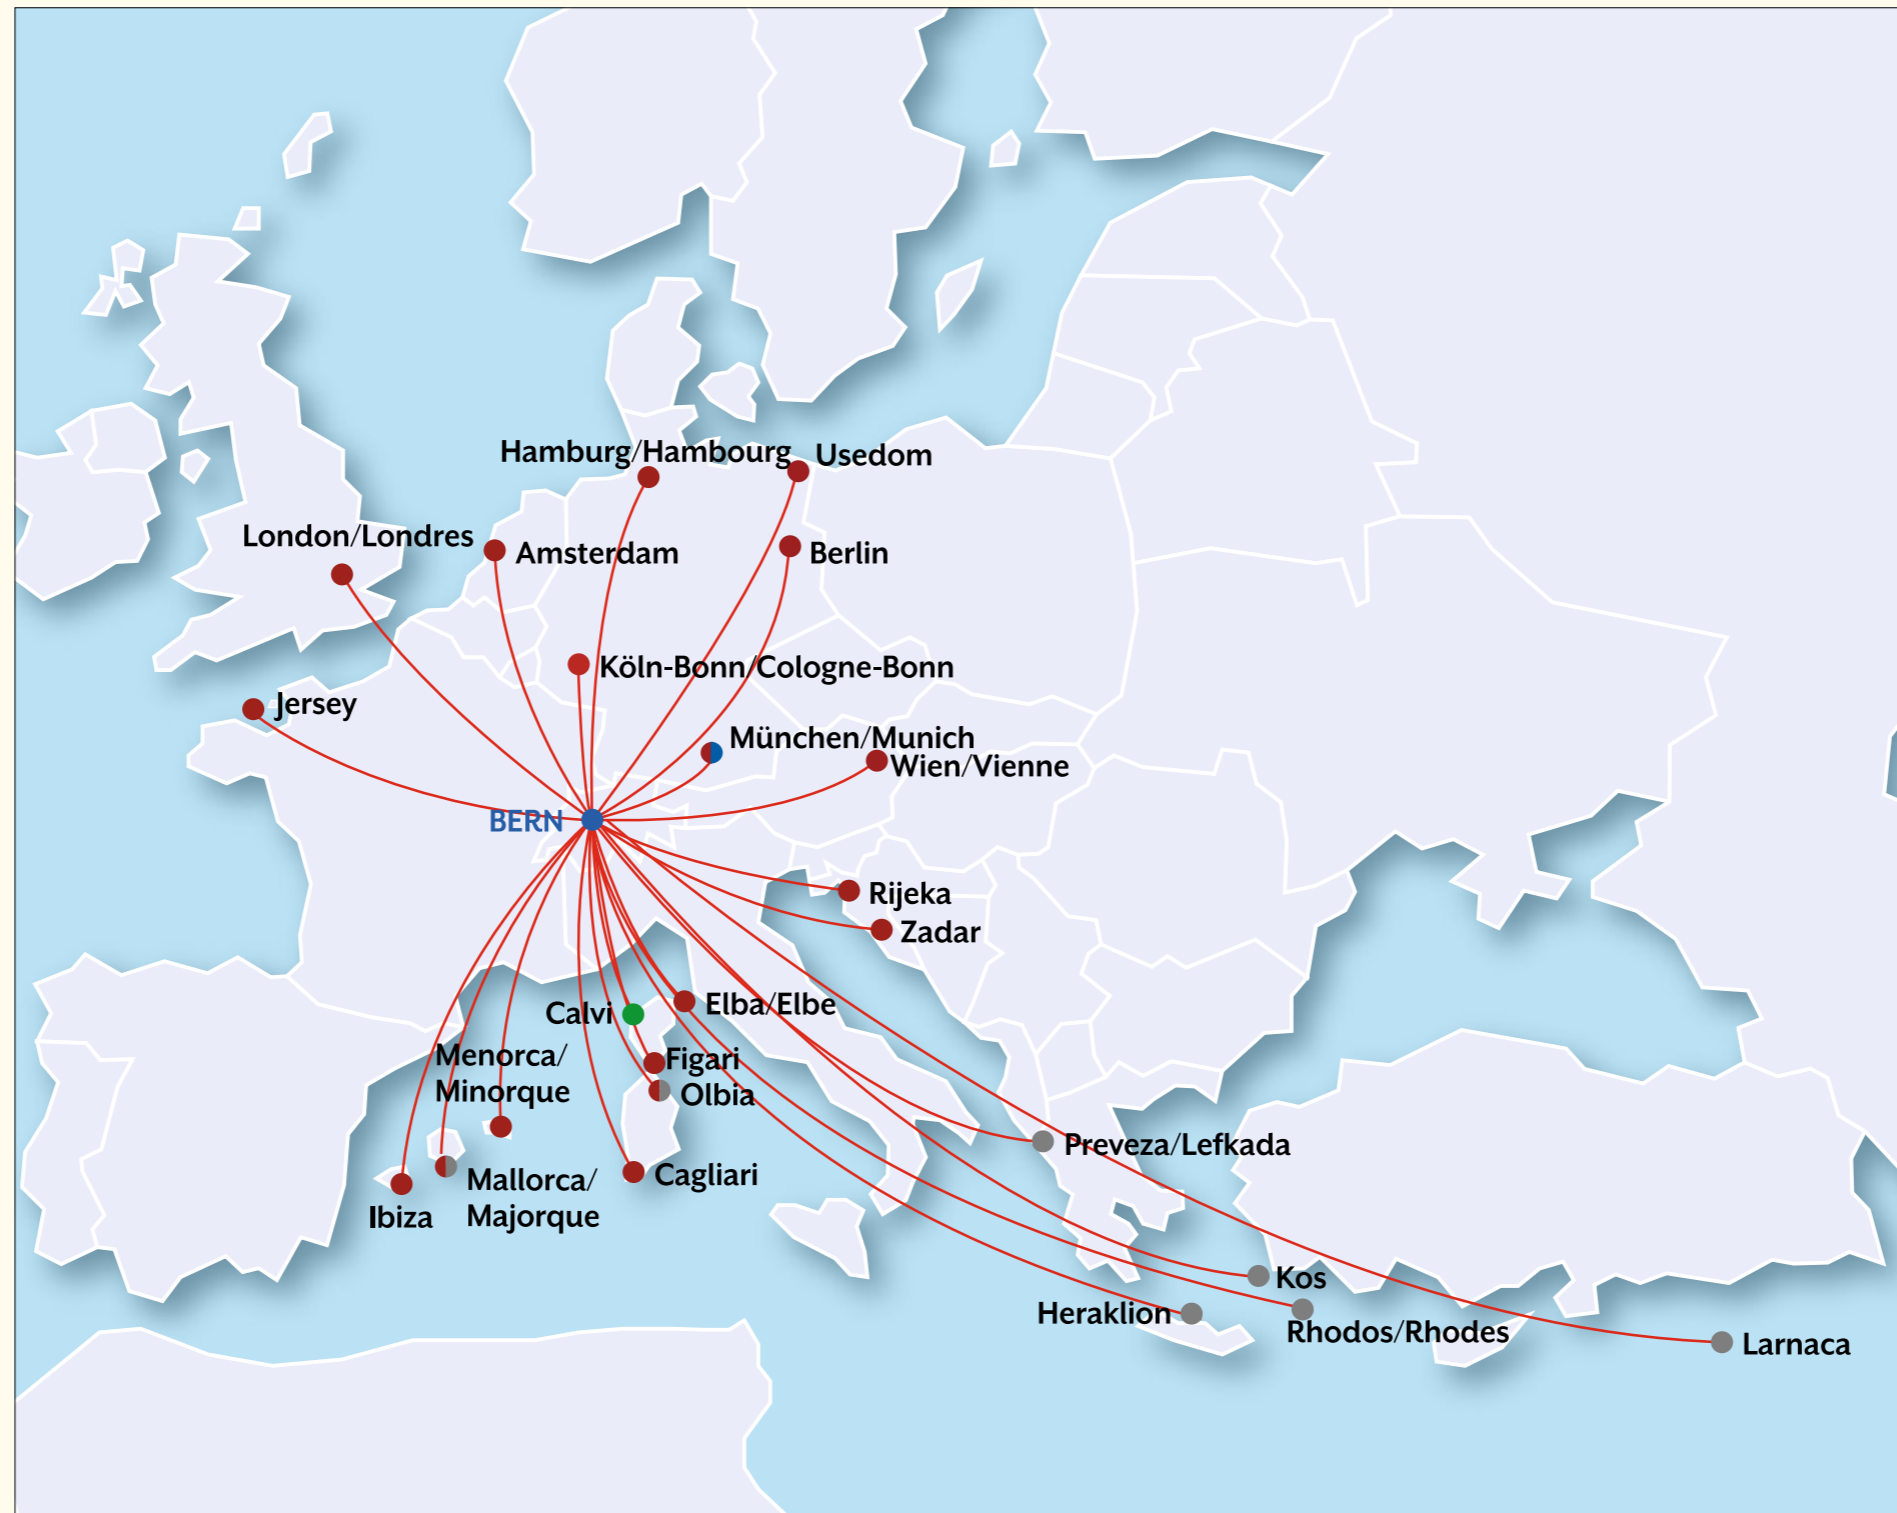 Hamburg/Hambourg
Usedom
London/Londres
Amsterdam
Berlin
Köln-Bonn/Cologne-Bonn
Jersey
München/Munich
Wien/Vienne
BERN
Rijeka
Zadar
Calvi
Elba/Elbe
Menorca/
Minorque
Figari
Olbia
Preveza/Lefkada
Cagliari
Mallorca/
Majorque
Ibiza
Kos
Heraklion
Rhodos/Rhodes
Larnaca